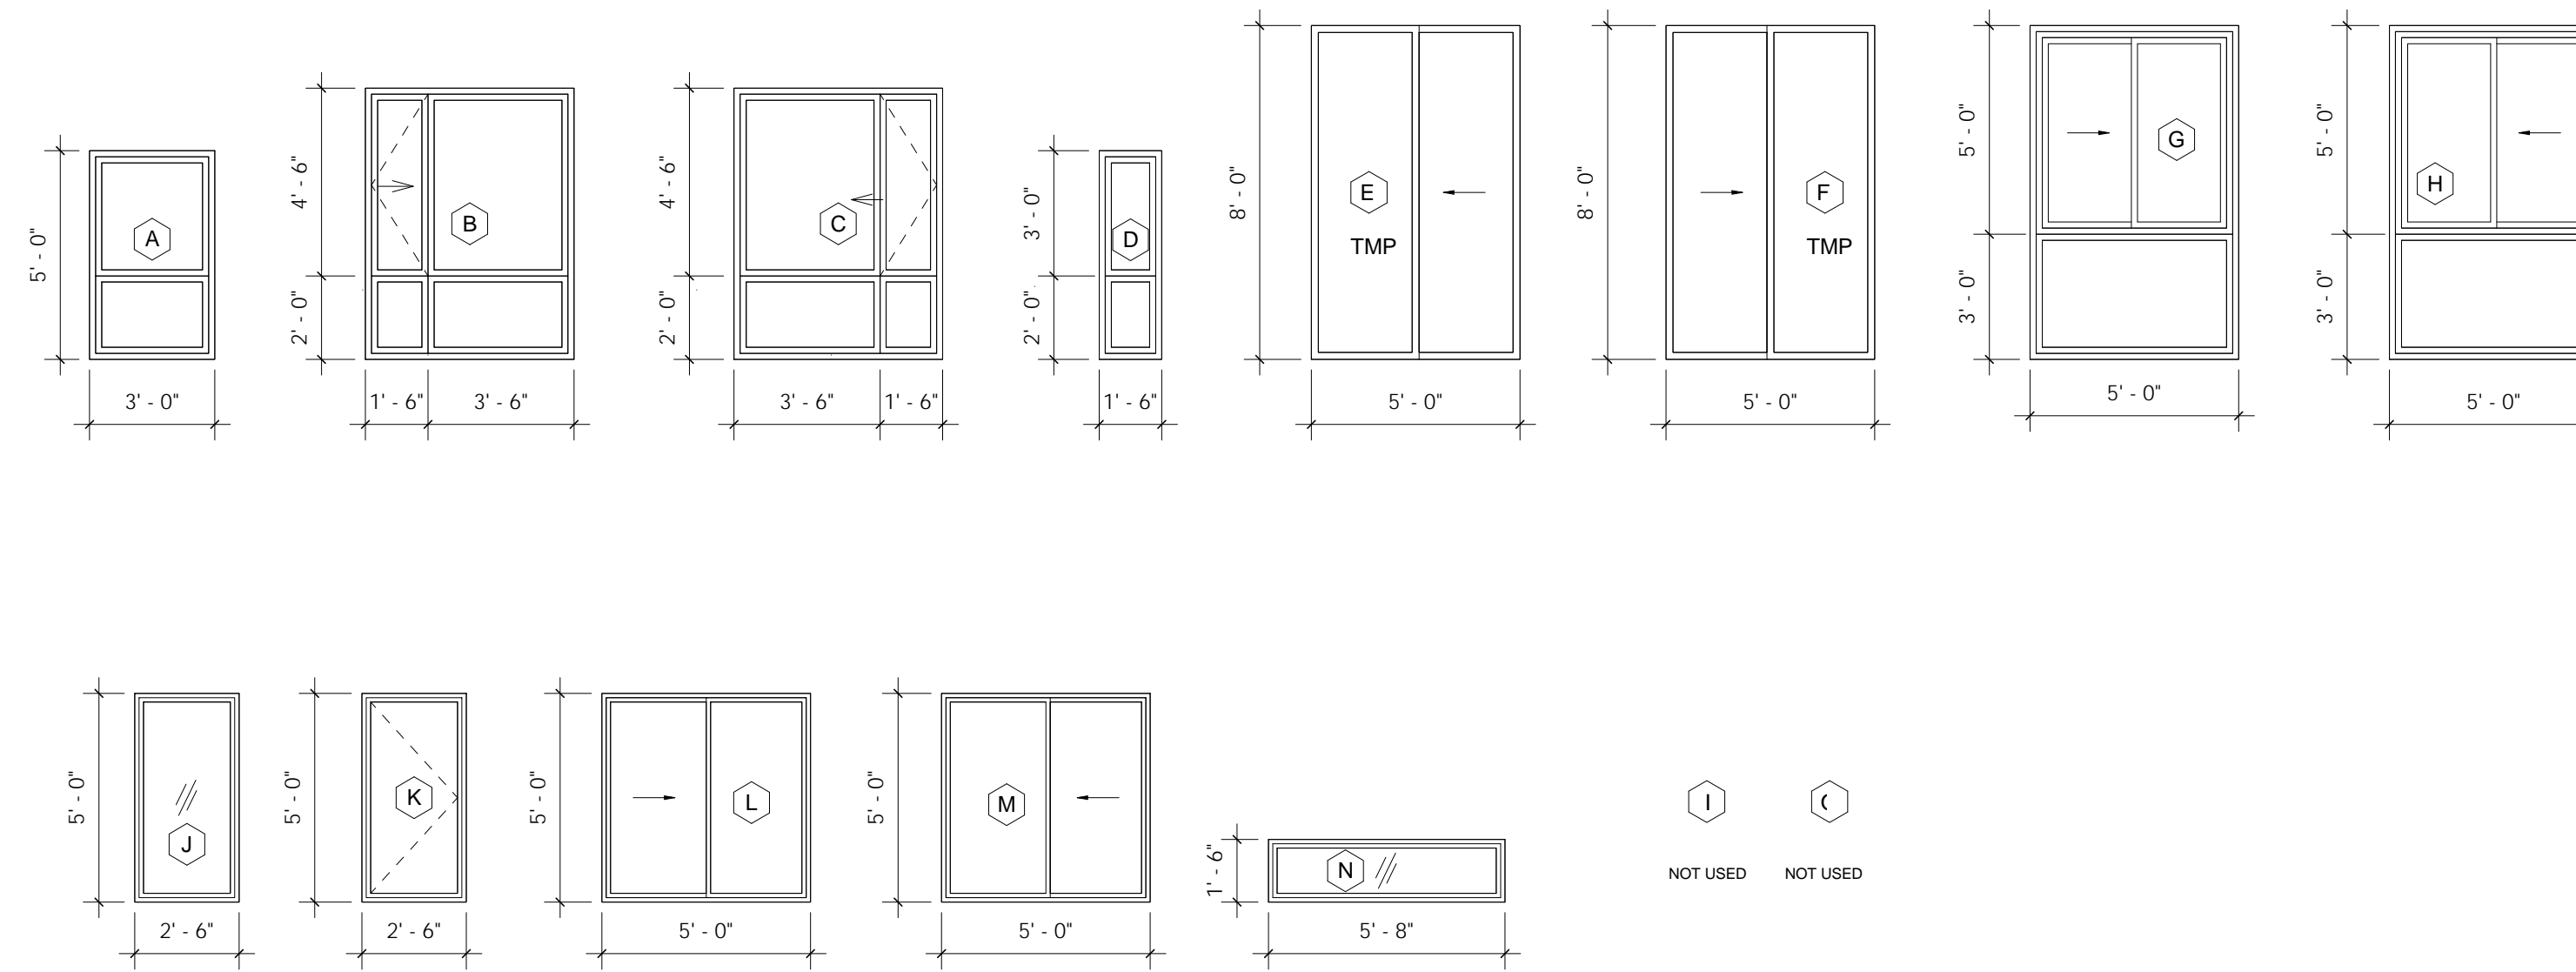 A
5' - 0"
3' - 0"
B
4' - 6"
2' - 0"
1' - 6"
3' - 6"
C
4' - 6"
2' - 0"
3' - 6"
1' - 6"
D
3' - 0"
2' - 0"
1' - 6"
E
TMP
8' - 0"
5' - 0"
F
TMP
8' - 0"
5' - 0"
G
5' - 0"
3' - 0"
5' - 0"
H
5' - 0"
3' - 0"
5' - 0"
J
5' - 0"
2' - 6"
K
5' - 0"
2' - 6"
L
5' - 0"
5' - 0"
M
5' - 0"
5' - 0"
N
1' - 6"
5' - 8"
I
NOT USED
NOT USED